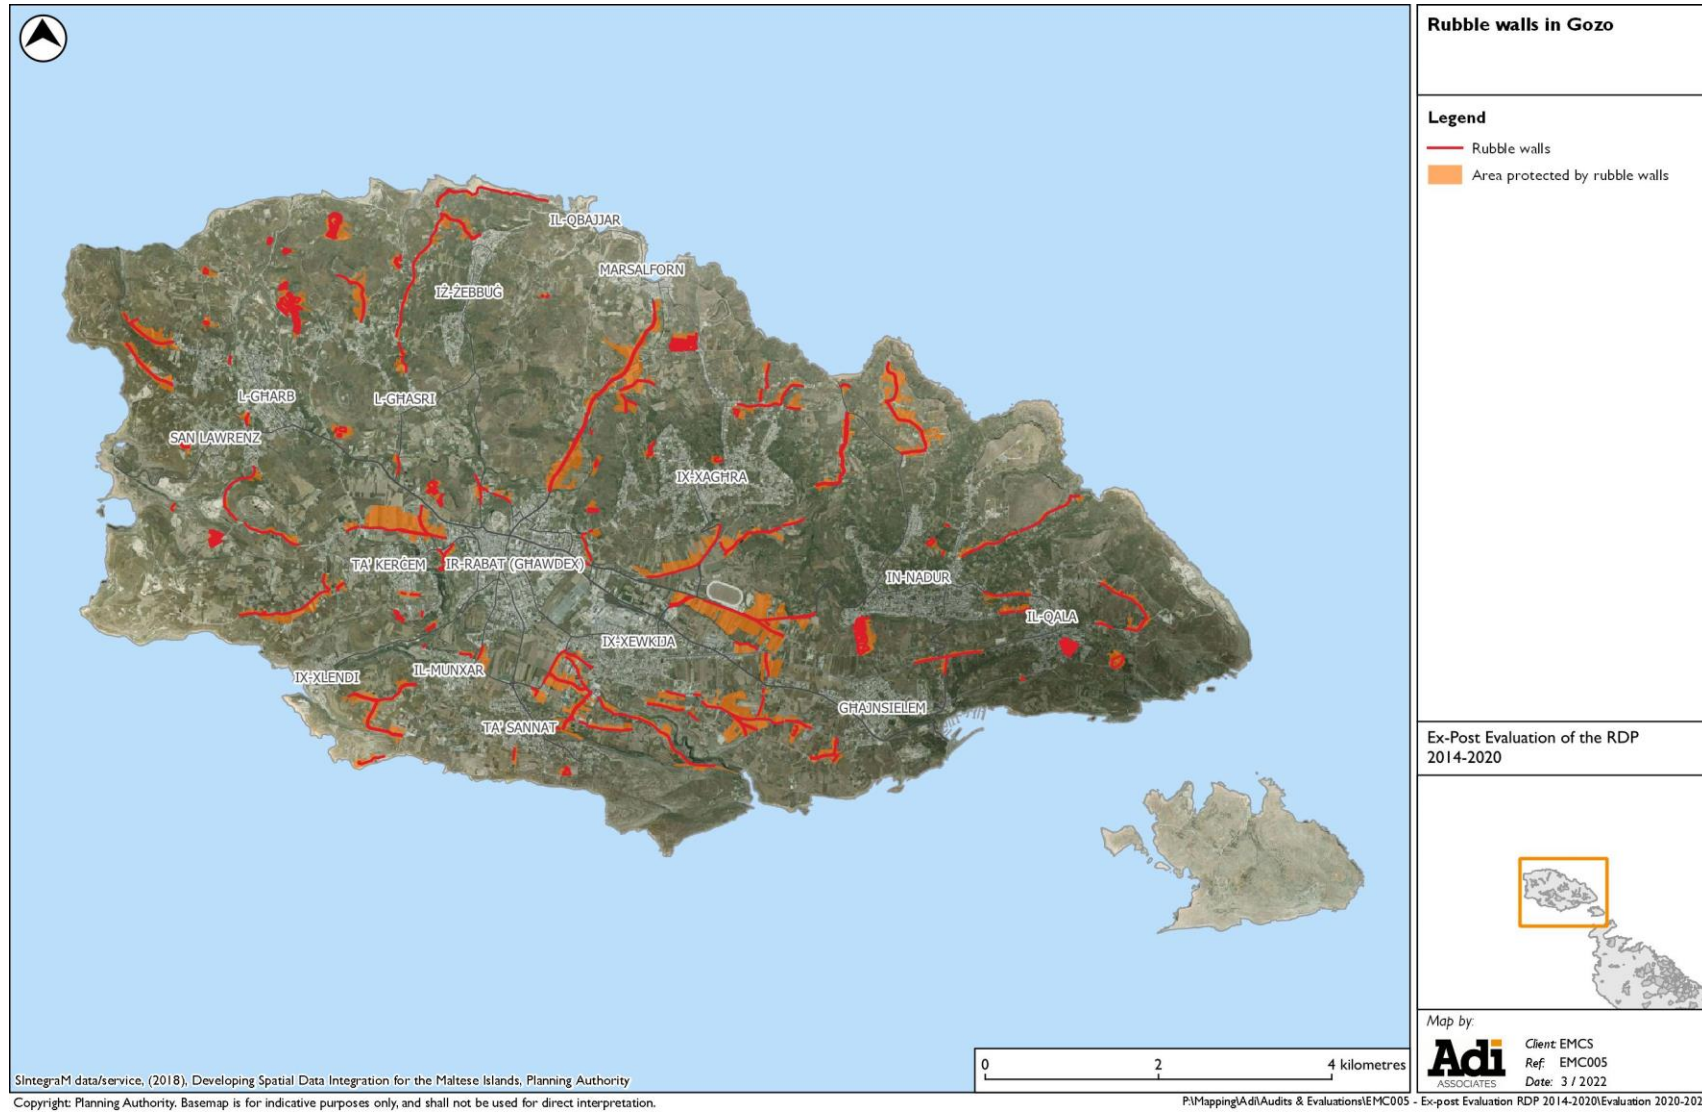 Rubble walls in Gozo
Legend
Rubble walls
Area protected by rubble walls
IL-QBAJJAR
MARSALFORN
IŻ-ŻEBBUĠ
L-GĦARB
L-GĦASRI
SAN LAWRENZ
IX-XAGĦRA
TA' KERĊEM
IR-RABAT (GĦAWDEX)
IN-NADUR
IL-QALA
IX-XEWKIJA
IL-MUNXAR
IX-XLENDI
GĦAJNSIELEM
TA' SANNAT
Ex-Post Evaluation of the RDP
2014-2020
0 2 4 kilometres
Map by:
Adi
ASSOCIATES
Client: EMCS
Ref: EMC005
Date: 3 / 2022
SIntegraM data/service, (2018), Developing Spatial Data Integration for the Maltese Islands, Planning Authority
Copyright: Planning Authority. Basemap is for indicative purposes only, and shall not be used for direct interpretation.
P:\Mapping\Adi\Audits & Evaluations\EMC005 - Ex-post Evaluation RDP 2014-2020\Evaluation 2020-202